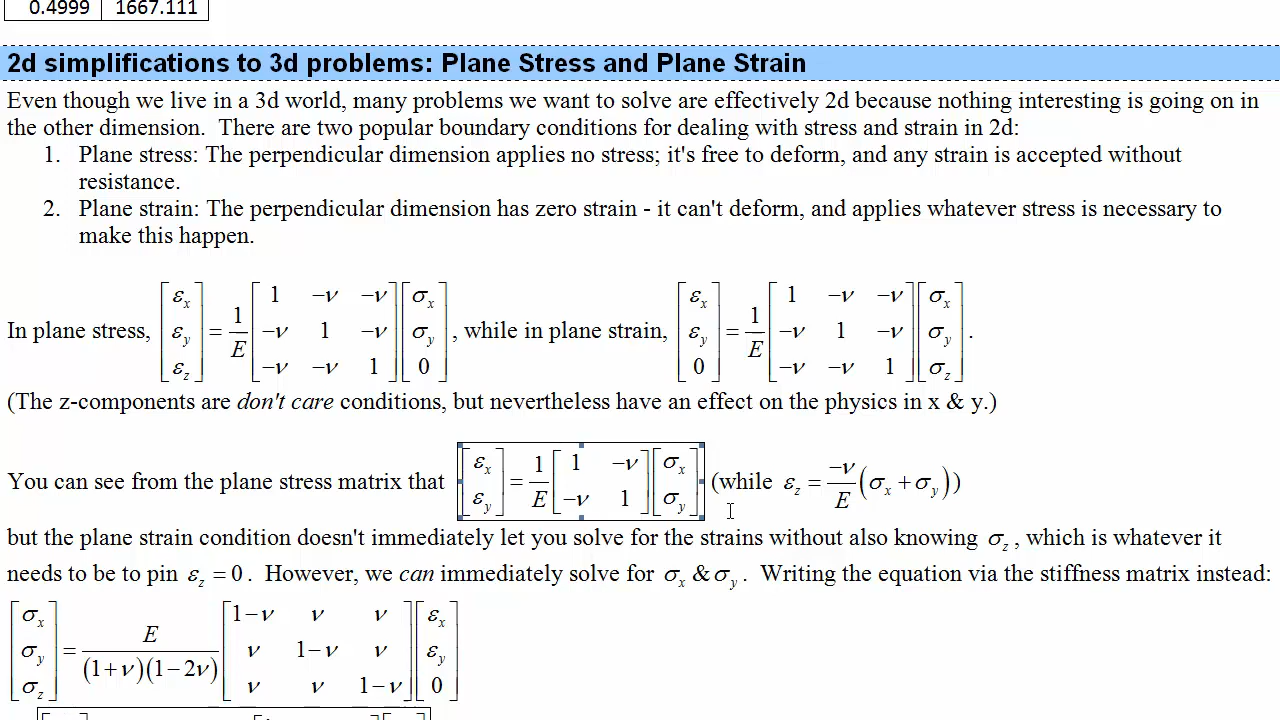 0.4999 1667.111
2d simplifications to 3d problems: Plane Stress and Plane Strain
Even though we live in a 3d world, many problems we want to solve are effectively 2d because nothing interesting is going on in
the other dimension.  There are two popular boundary conditions for dealing with stress and strain in 2d:
1. Plane stress: The perpendicular dimension applies no stress; it's free to deform, and any strain is accepted without
resistance.
2. Plane strain: The perpendicular dimension has zero strain - it can't deform, and applies whatever stress is necessary to
make this happen.
In plane stress, [εx; εy; εz] = 1/E [1 −ν −ν; −ν 1 −ν; −ν −ν 1] [σx; σy; 0], while in plane strain, [εx; εy; 0] = 1/E [1 −ν −ν; −ν 1 −ν; −ν −ν 1] [σx; σy; σz].
(The z-components are don't care conditions, but nevertheless have an effect on the physics in x & y.)
You can see from the plane stress matrix that [εx; εy] = 1/E [1 −ν; −ν 1] [σx; σy] (while εz = −ν/E (σx + σy))
but the plane strain condition doesn't immediately let you solve for the strains without also knowing σz, which is whatever it
needs to be to pin εz = 0.  However, we can immediately solve for σx & σy.  Writing the equation via the stiffness matrix instead:
[σx; σy; σz] = E/((1+ν)(1−2ν)) [1−ν ν ν; ν 1−ν ν; ν ν 1−ν] [εx; εy; 0]